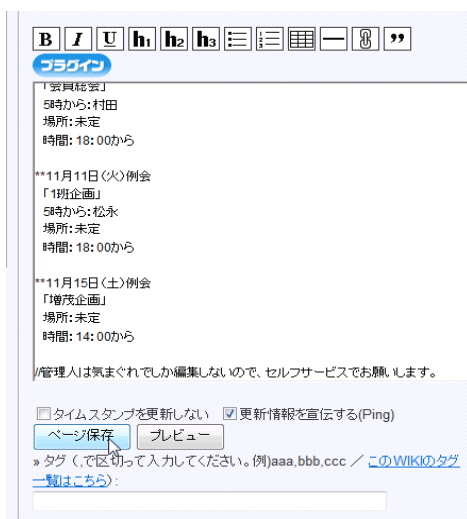 B I U h1 h2 h3
プラグイン
「会員総会」
5時から:村田
場所:未定
時間:18:00から
**11月11日(火)例会
「1班企画」
5時から:松永
場所:未定
時間:18:00から
**11月15日(土)例会
「増茂企画」
場所:未定
時間:14:00から
//管理人は気まぐれでしか編集しないので、セルフサービスでお願いします。
タイムスタンプを更新しない 更新情報を宣伝する(Ping)
ページ保存 プレビュー
» タグ (,で区切って入力してください。例)aaa,bbb,ccc / このWIKIのタグ
一覧はこちら):